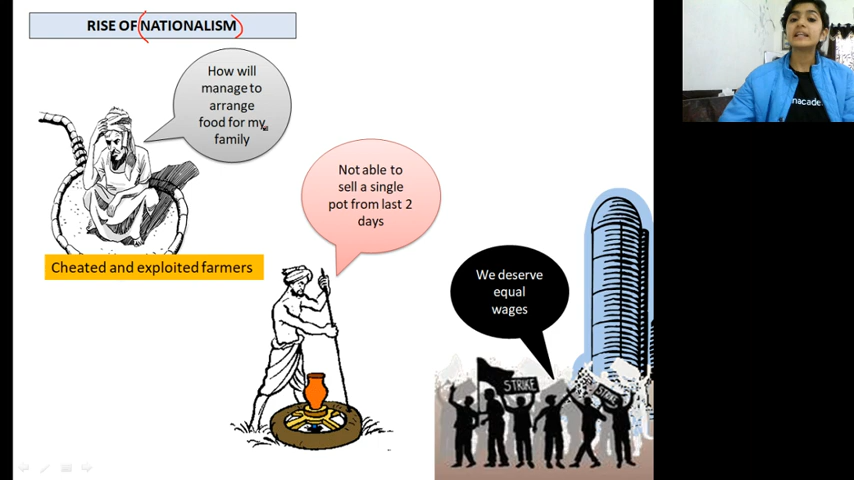 RISE OF NATIONALISM
How will
manage to
arrange
food for my
family
Not able to
sell a single
pot from last 2
days
Cheated and exploited farmers
We deserve
equal
wages
STRIKE
STRIKE
nacade